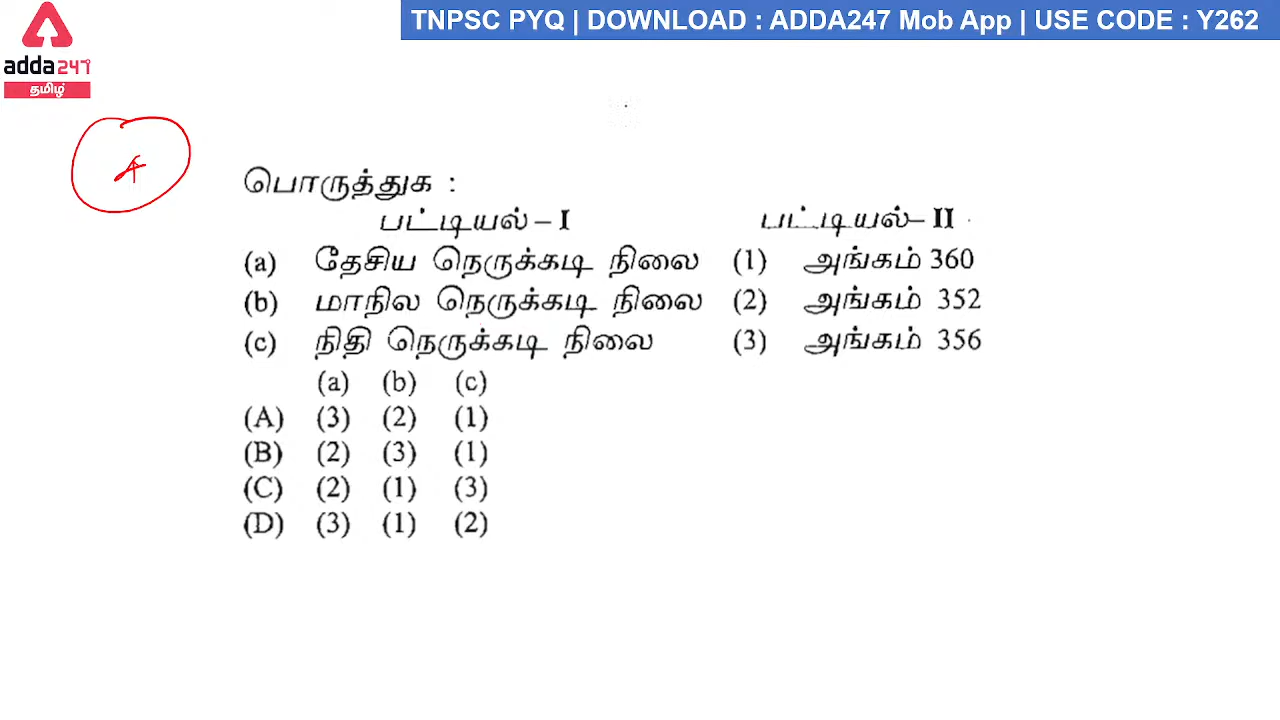 TNPSC PYQ | DOWNLOAD : ADDA247 Mob App | USE CODE : Y262
adda247
தமிழ்
பொருத்துக :
பட்டியல் – I பட்டியல்– II
(a) தேசிய நெருக்கடி நிலை (1) அங்கம் 360
(b) மாநில நெருக்கடி நிலை (2) அங்கம் 352
(c) நிதி நெருக்கடி நிலை (3) அங்கம் 356
(a) (b) (c)
(A) (3) (2) (1)
(B) (2) (3) (1)
(C) (2) (1) (3)
(D) (3) (1) (2)